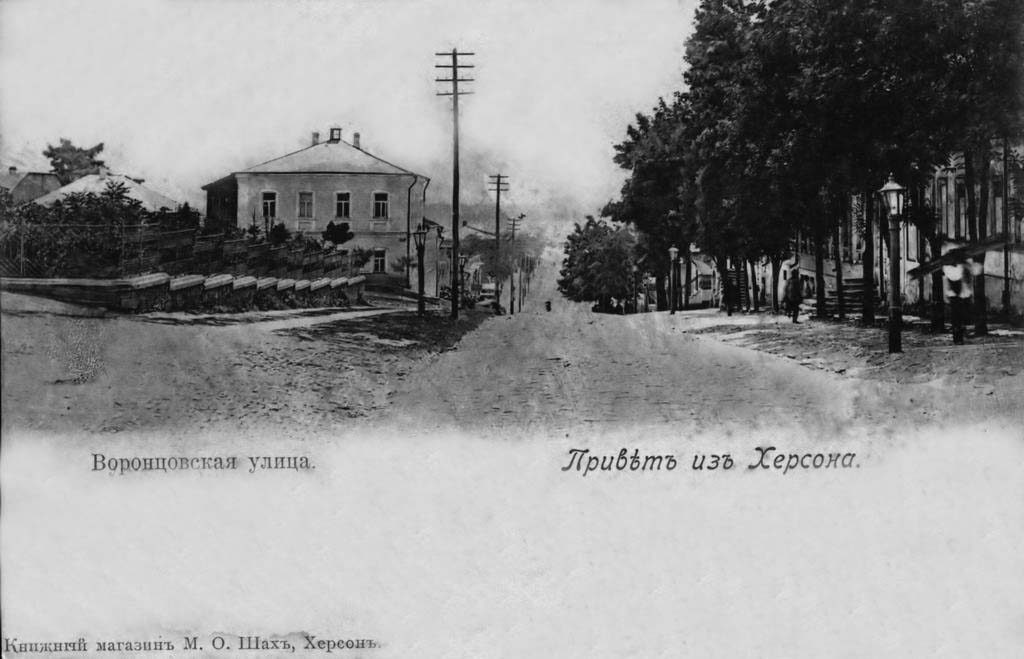 Воронцовская улица.
Привѣтъ изъ Херсона.
Книжный магазинъ М. О. Шахъ, Херсонъ.